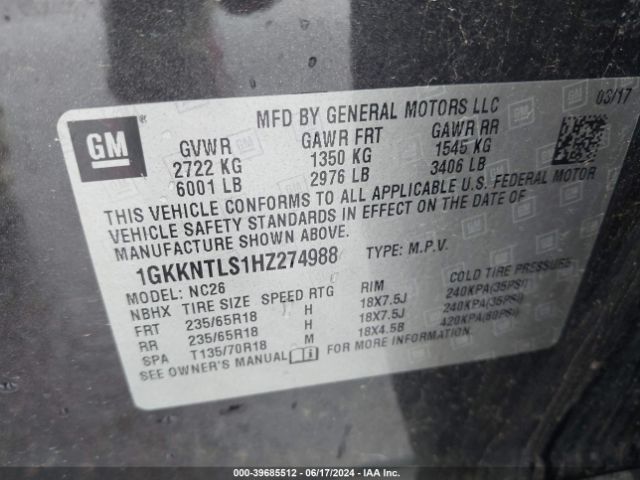 GM ®
MFD BY GENERAL MOTORS LLC 03/17
GVWR GAWR FRT GAWR RR
2722 KG 1350 KG 1545 KG
6001 LB 2976 LB 3406 LB
THIS VEHICLE CONFORMS TO ALL APPLICABLE U.S. FEDERAL MOTOR
VEHICLE SAFETY STANDARDS IN EFFECT ON THE DATE OF
MANUFACTURE SHOWN ABOVE.
1GKKNTLS1HZ274988 TYPE: M.P.V.
MODEL: NC26
NBHX TIRE SIZE SPEED RTG RIM COLD TIRE PRESSURE
FRT 235/65R18 H 18X7.5J 240KPA(35PSI)
RR 235/65R18 H 18X7.5J 240KPA(35PSI)
SPA T135/70R18 M 18X4.5B 420KPA(60PSI)
SEE OWNER'S MANUAL FOR MORE INFORMATION.
000-39685512 - 06/17/2024 - IAA Inc.